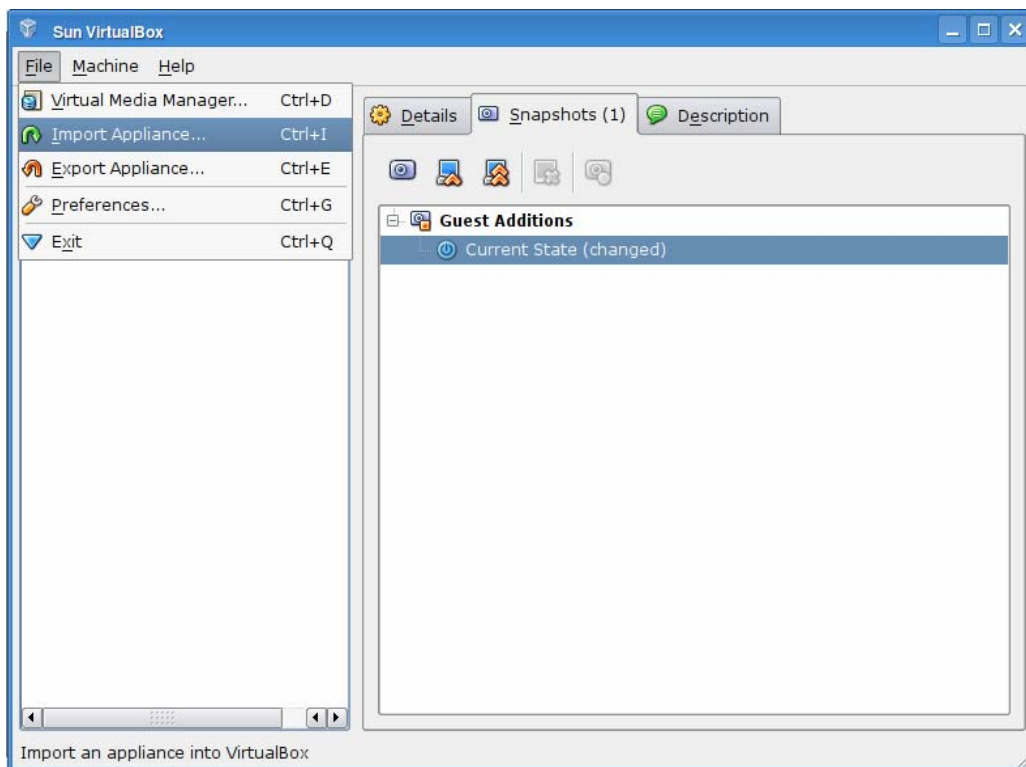 Sun VirtualBox
File Machine Help
Virtual Media Manager... Ctrl+D
Import Appliance... Ctrl+I
Export Appliance... Ctrl+E
Preferences... Ctrl+G
Exit Ctrl+Q
Details Snapshots (1) Description
Guest Additions
Current State (changed)
Import an appliance into VirtualBox